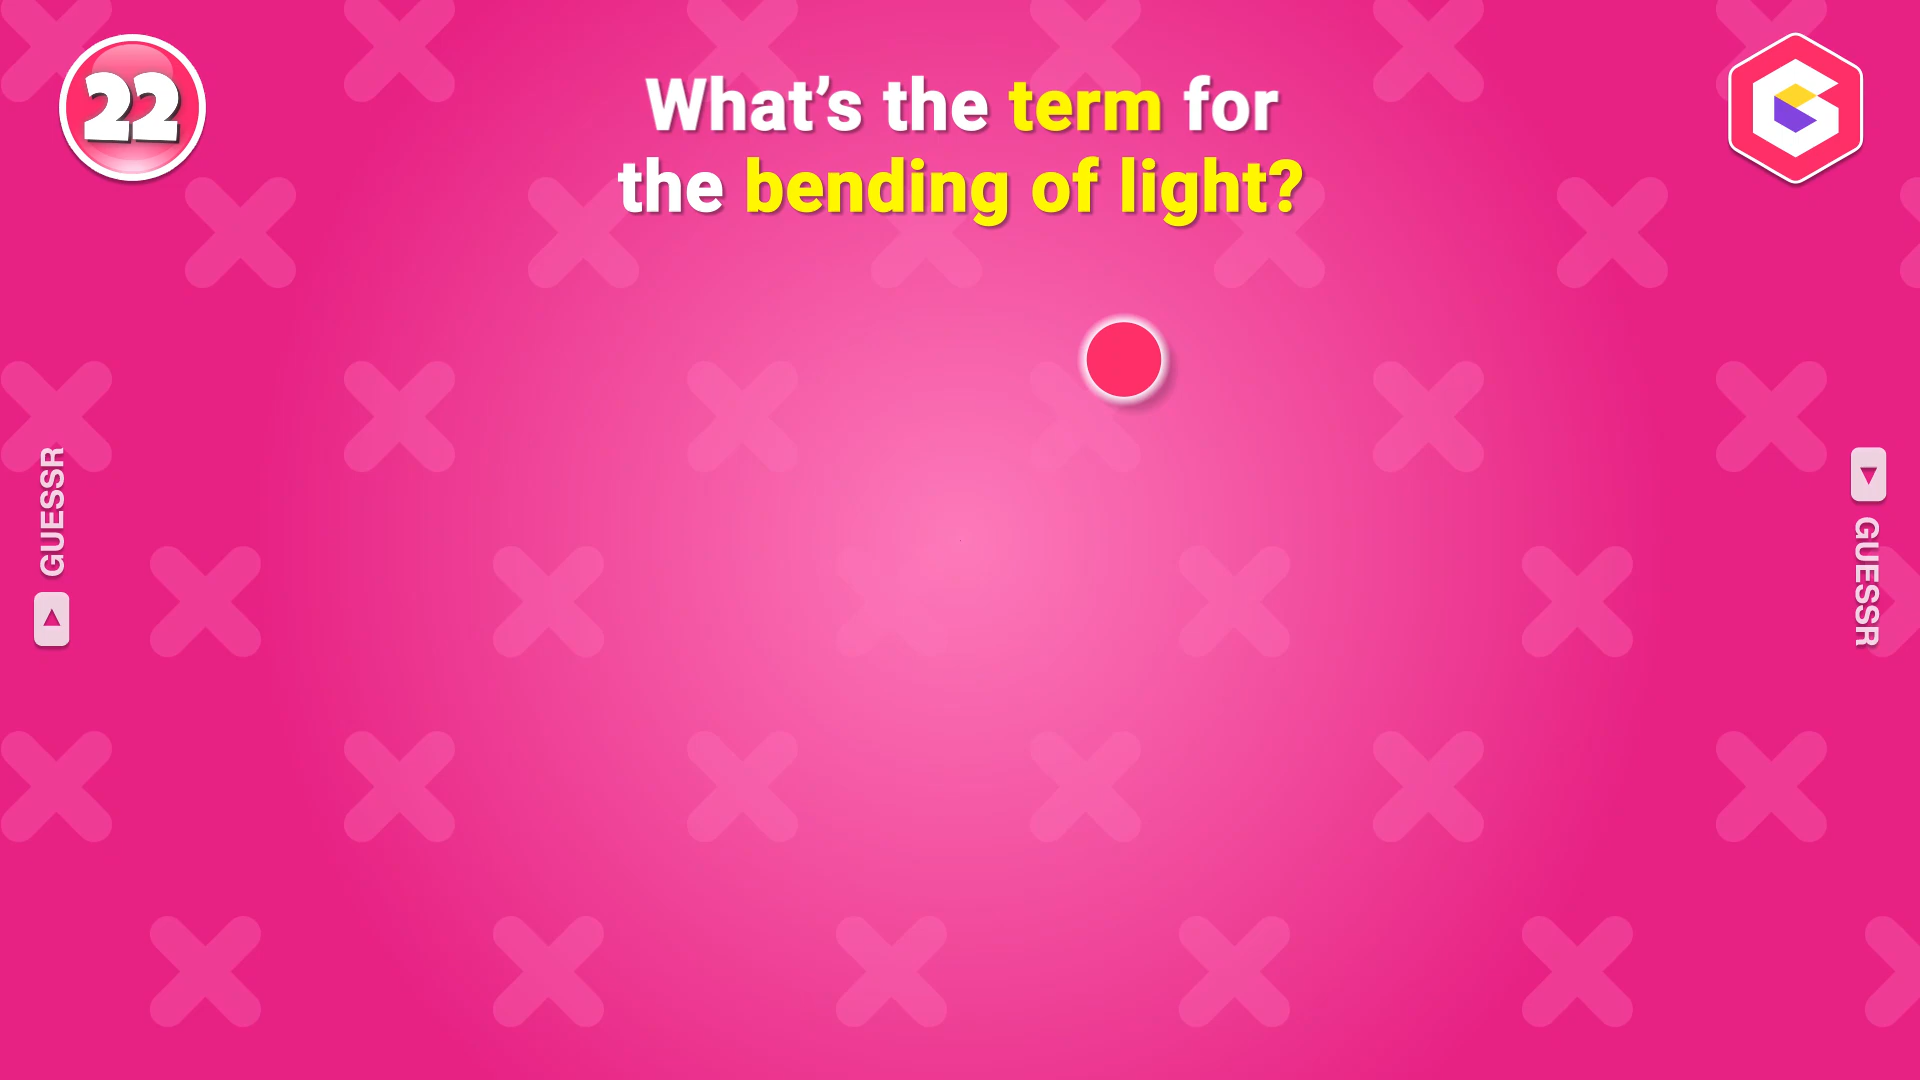 22
What’s the term for
the bending of light?
GUESSR
GUESSR